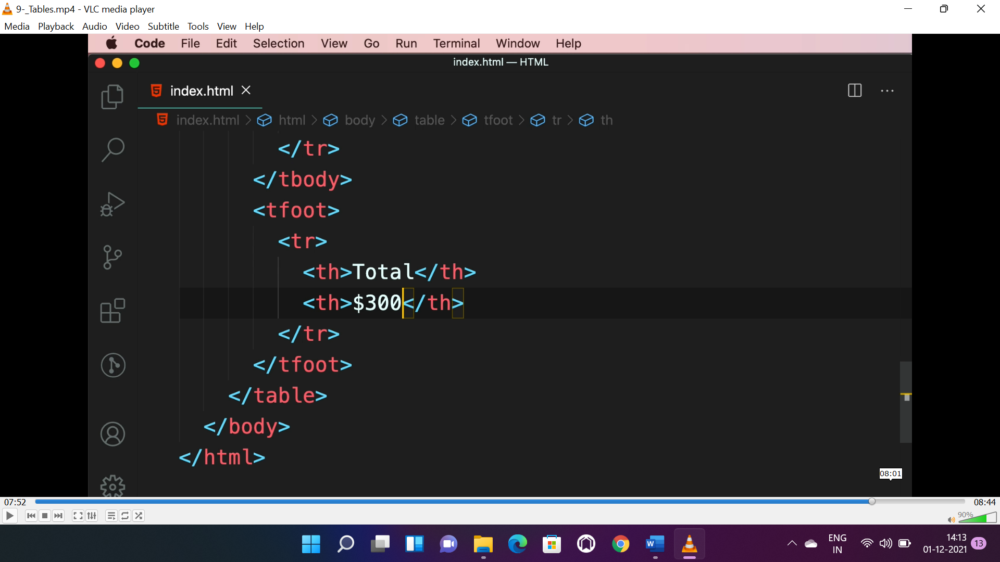 9-_Tables.mp4 - VLC media player
Media Playback Audio Video Subtitle Tools View Help
Code File Edit Selection View Go Run Terminal Window Help
index.html — HTML
index.html
index.html > html > body > table > tfoot > tr > th
</tr>
</tbody>
<tfoot>
<tr>
<th>Total</th>
<th>$300</th>
</tr>
</tfoot>
</table>
</body>
</html>
08:01
07:52
08:44
90%
ENG
IN
14:13
01-12-2021
13